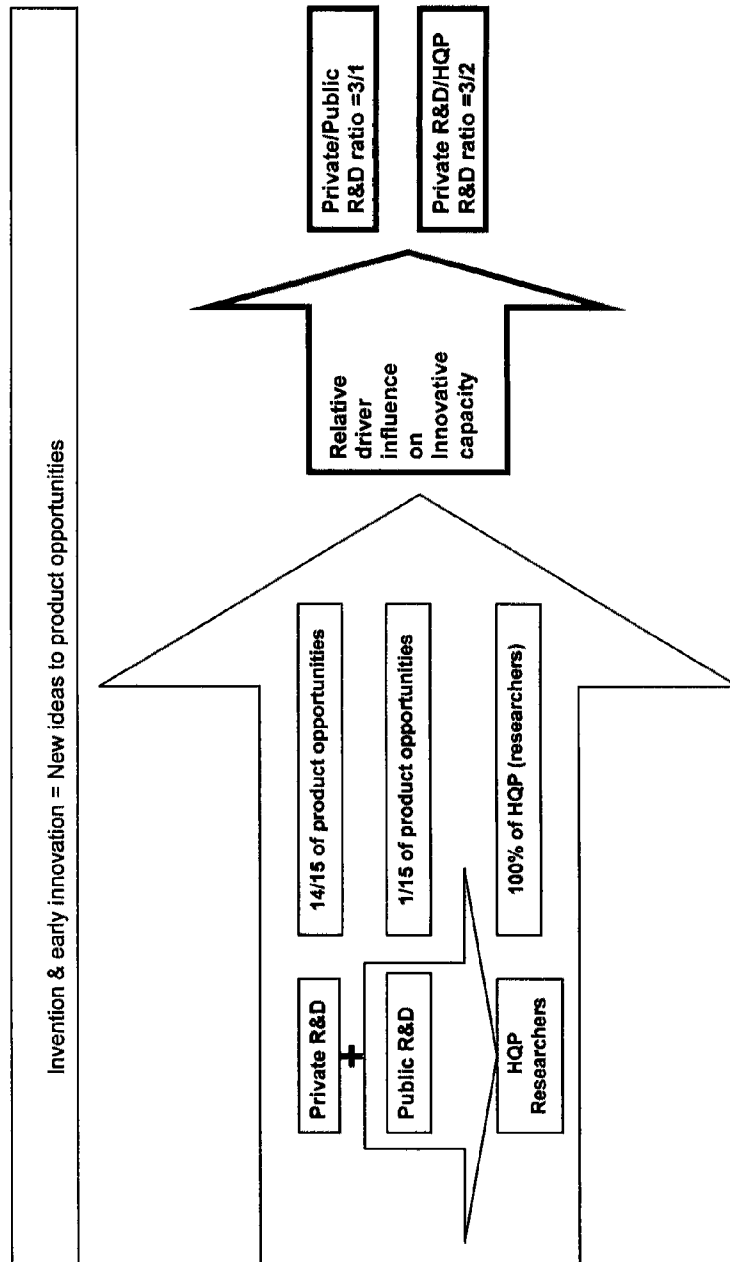 Invention & early innovation = New ideas to product opportunities
Private R&D
14/15 of product opportunities
+
Public R&D
1/15 of product opportunities
HQP
Researchers
100% of HQP (researchers)
Relative
driver
influence
on
Innovative
capacity
Private/Public
R&D ratio =3/1
Private R&D/HQP
R&D ratio =3/2